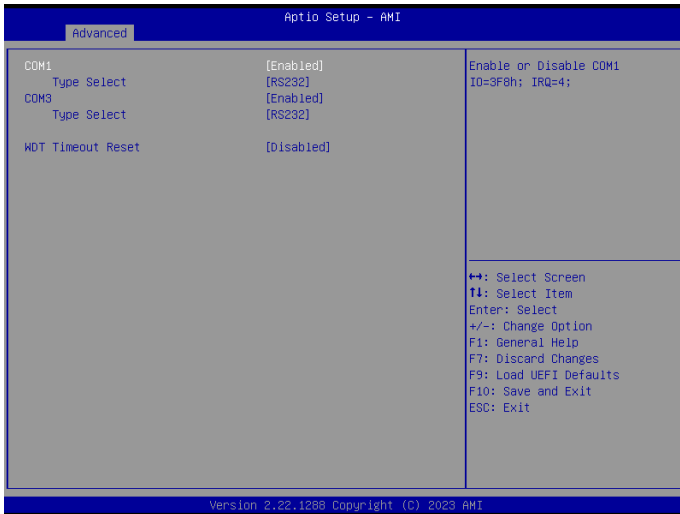 Aptio Setup – AMI
Advanced
COM1 [Enabled]
Type Select [RS232]
COM3 [Enabled]
Type Select [RS232]
WDT Timeout Reset [Disabled]
Enable or Disable COM1
IO=3F8h; IRQ=4;
↔: Select Screen
↑↓: Select Item
Enter: Select
+/-: Change Option
F1: General Help
F7: Discard Changes
F9: Load UEFI Defaults
F10: Save and Exit
ESC: Exit
Version 2.22.1288 Copyright (C) 2023 AMI